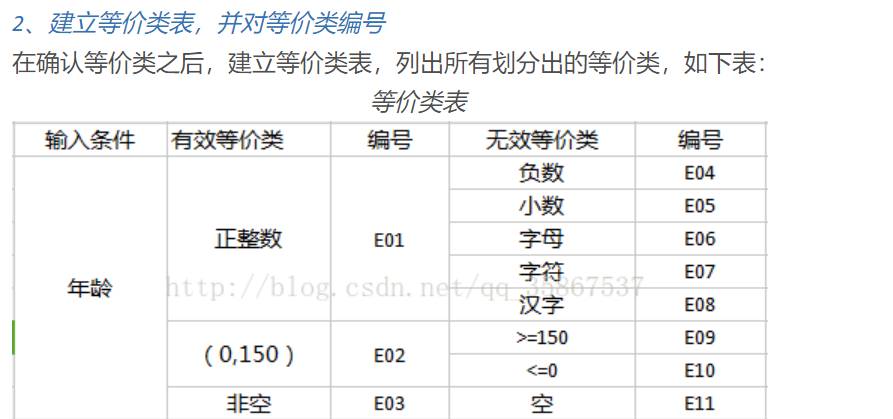 2、建立等价类表，并对等价类编号
在确认等价类之后，建立等价类表，列出所有划分出的等价类，如下表：
等价类表
输入条件 有效等价类 编号 无效等价类 编号
年龄 正整数 E01 负数 E04
小数 E05
字母 E06
字符 E07
汉字 E08
(0,150) E02 >=150 E09
<=0 E10
非空 E03 空 E11
http://blog.csdn.net/qq_35867537